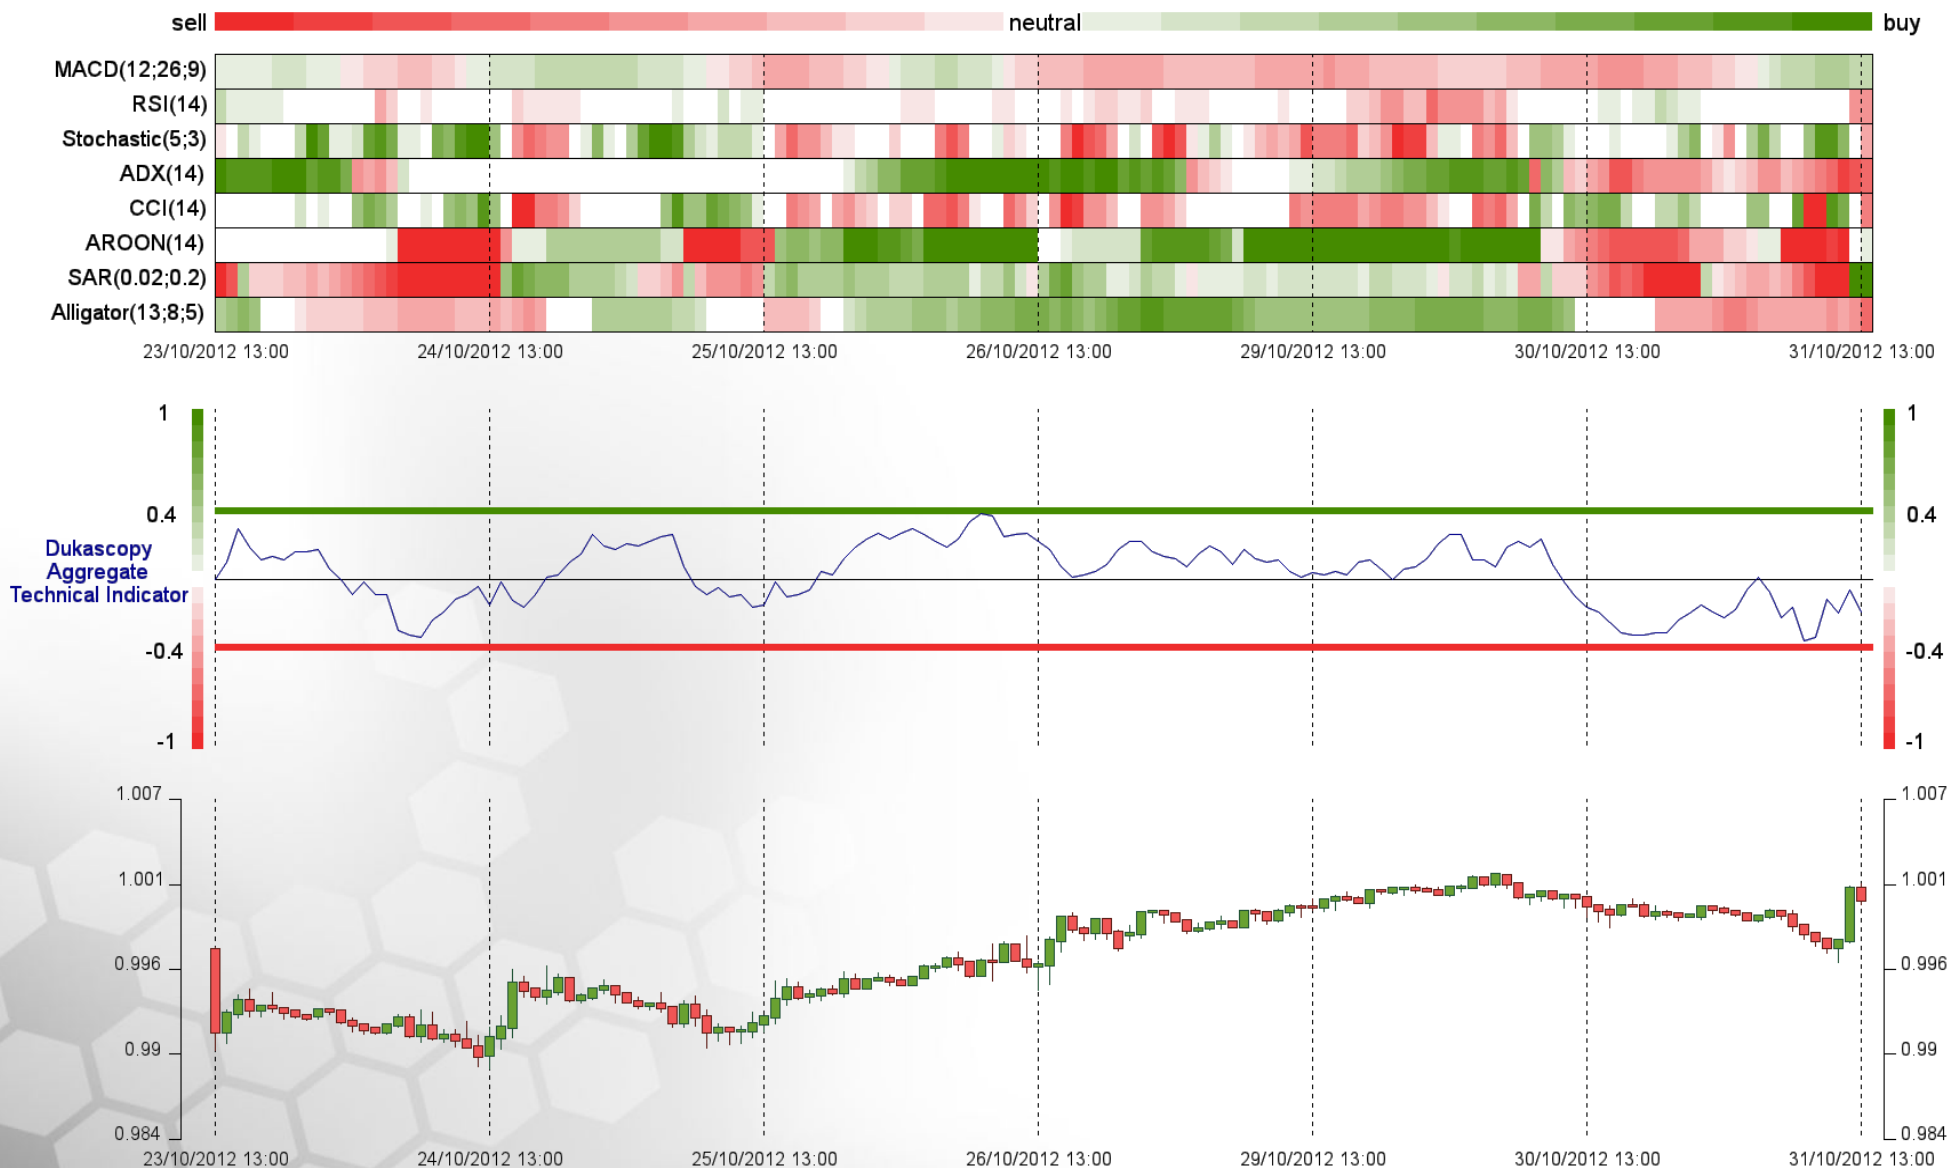 sell neutral buy
MACD(12;26;9)
RSI(14)
Stochastic(5;3)
ADX(14)
CCI(14)
AROON(14)
SAR(0.02;0.2)
Alligator(13;8;5)
23/10/2012 13:00 24/10/2012 13:00 25/10/2012 13:00 26/10/2012 13:00 29/10/2012 13:00 30/10/2012 13:00 31/10/2012 13:00
1 1
0.4 0.4
Dukascopy
Aggregate
Technical Indicator
-0.4 -0.4
-1 -1
1.007 1.007
1.001 1.001
0.996 0.996
0.99 0.99
0.984 0.984
23/10/2012 13:00 24/10/2012 13:00 25/10/2012 13:00 26/10/2012 13:00 29/10/2012 13:00 30/10/2012 13:00 31/10/2012 13:00